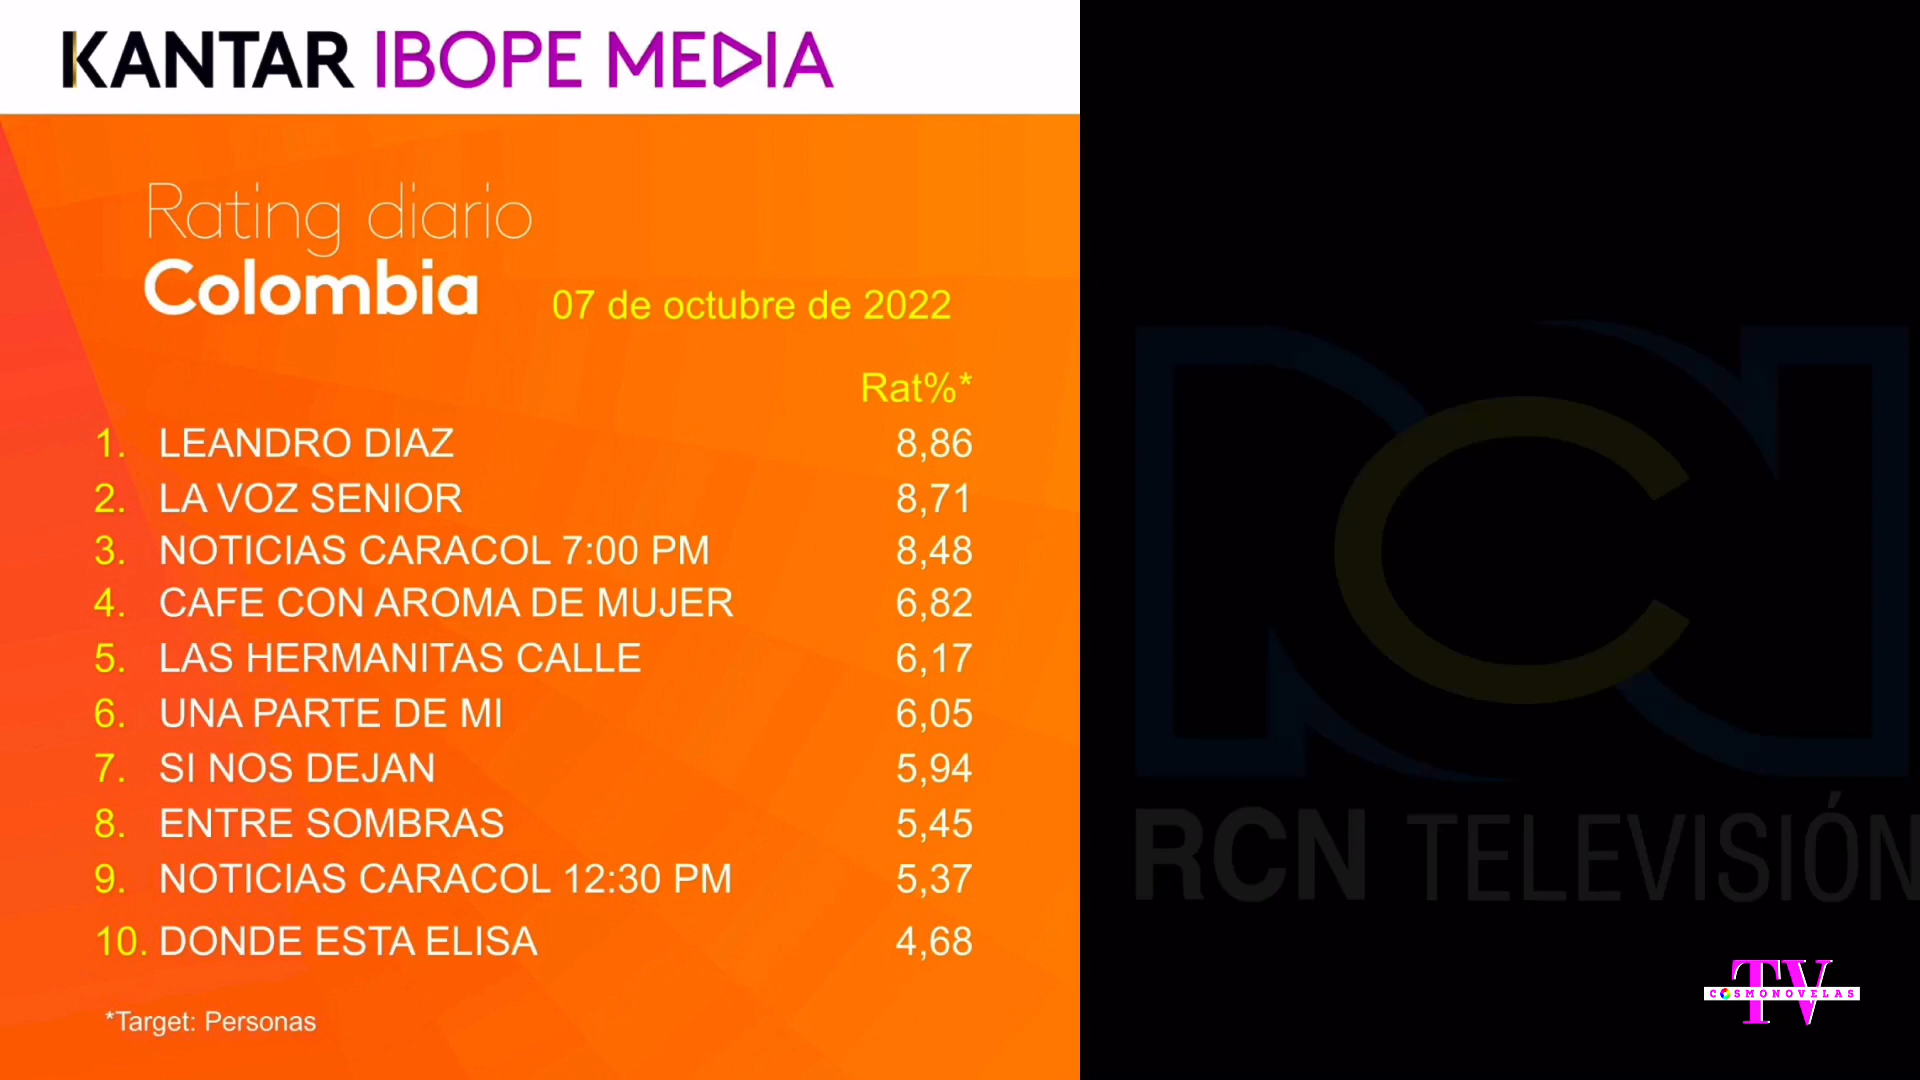 KANTAR IBOPE MEDIA
Rating diario
Colombia
07 de octubre de 2022
Rat%*
1. LEANDRO DIAZ 8,86
2. LA VOZ SENIOR 8,71
3. NOTICIAS CARACOL 7:00 PM 8,48
4. CAFE CON AROMA DE MUJER 6,82
5. LAS HERMANITAS CALLE 6,17
6. UNA PARTE DE MI 6,05
7. SI NOS DEJAN 5,94
8. ENTRE SOMBRAS 5,45
9. NOTICIAS CARACOL 12:30 PM 5,37
10. DONDE ESTA ELISA 4,68
*Target: Personas
RCN TELEVISIÓN
TV
COSMONOVELAS